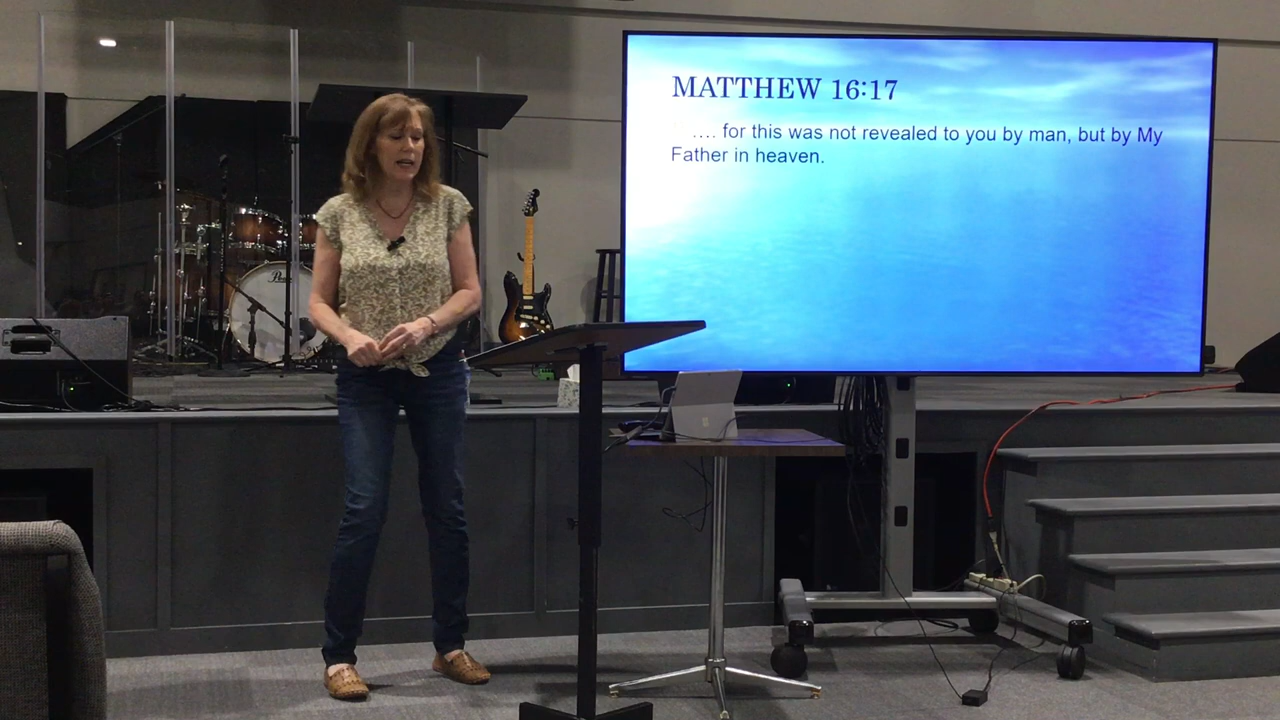 MATTHEW 16:17
.... for this was not revealed to you by man, but by My
Father in heaven.